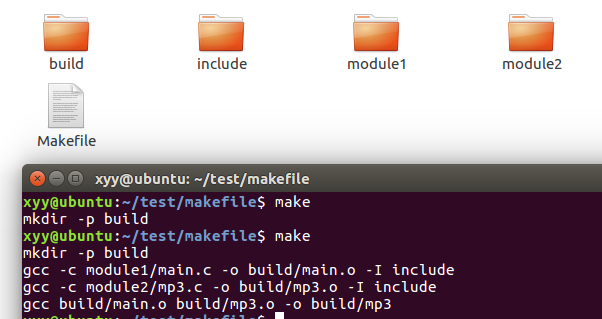 build include module1 module2
Makefile
xyy@ubuntu: ~/test/makefile
xyy@ubuntu:~/test/makefile$ make
mkdir -p build
xyy@ubuntu:~/test/makefile$ make
mkdir -p build
gcc -c module1/main.c -o build/main.o -I include
gcc -c module2/mp3.c -o build/mp3.o -I include
gcc build/main.o build/mp3.o -o build/mp3
xyy@ubuntu:~/test/makefile$